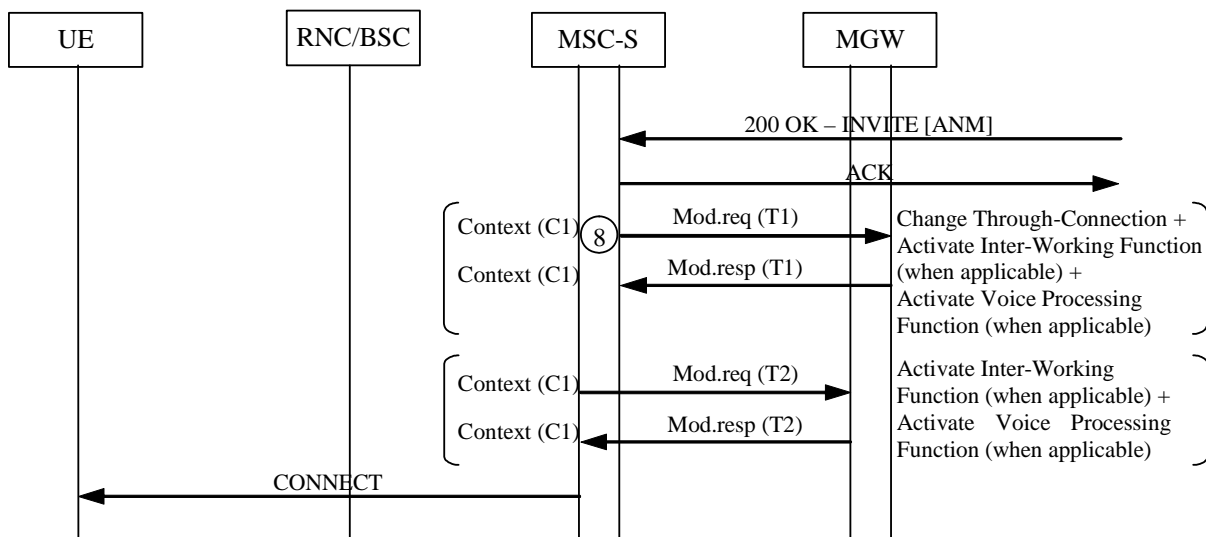 UE
RNC/BSC
MSC-S
MGW
200 OK – INVITE [ANM]
ACK
Context (C1)
8
Mod.req (T1)
Change Through-Connection +
Activate Inter-Working Function
(when applicable) +
Activate Voice Processing
Function (when applicable)
Context (C1)
Mod.resp (T1)
Context (C1)
Mod.req (T2)
Activate Inter-Working
Function (when applicable) +
Activate Voice Processing
Function (when applicable)
Context (C1)
Mod.resp (T2)
CONNECT